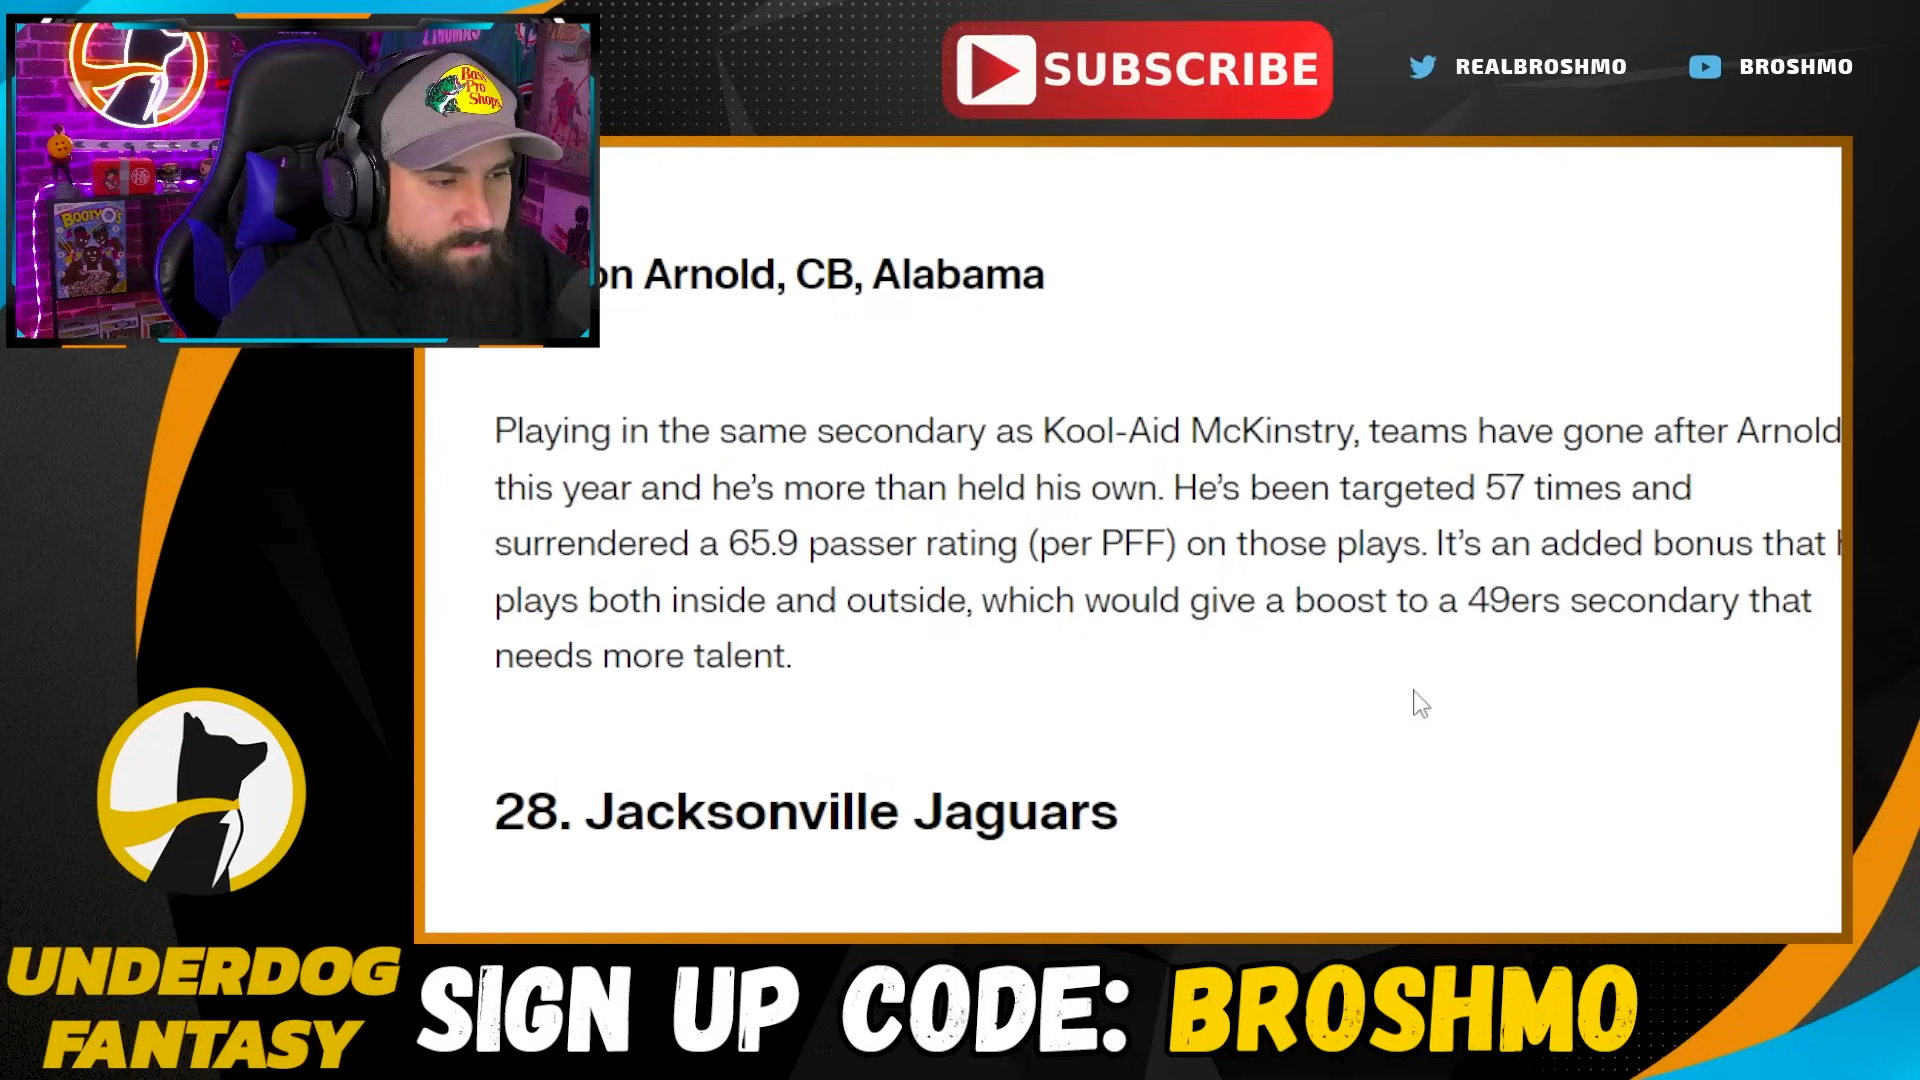 Bass
Pro
Shops
BOOTYO's
SUBSCRIBE
REALBROSHMO
BROSHMO
on Arnold, CB, Alabama
Playing in the same secondary as Kool-Aid McKinstry, teams have gone after Arnold
this year and he’s more than held his own. He’s been targeted 57 times and
surrendered a 65.9 passer rating (per PFF) on those plays. It’s an added bonus that
plays both inside and outside, which would give a boost to a 49ers secondary that
needs more talent.
28. Jacksonville Jaguars
UNDERDOG
FANTASY
SIGN UP CODE: BROSHMO